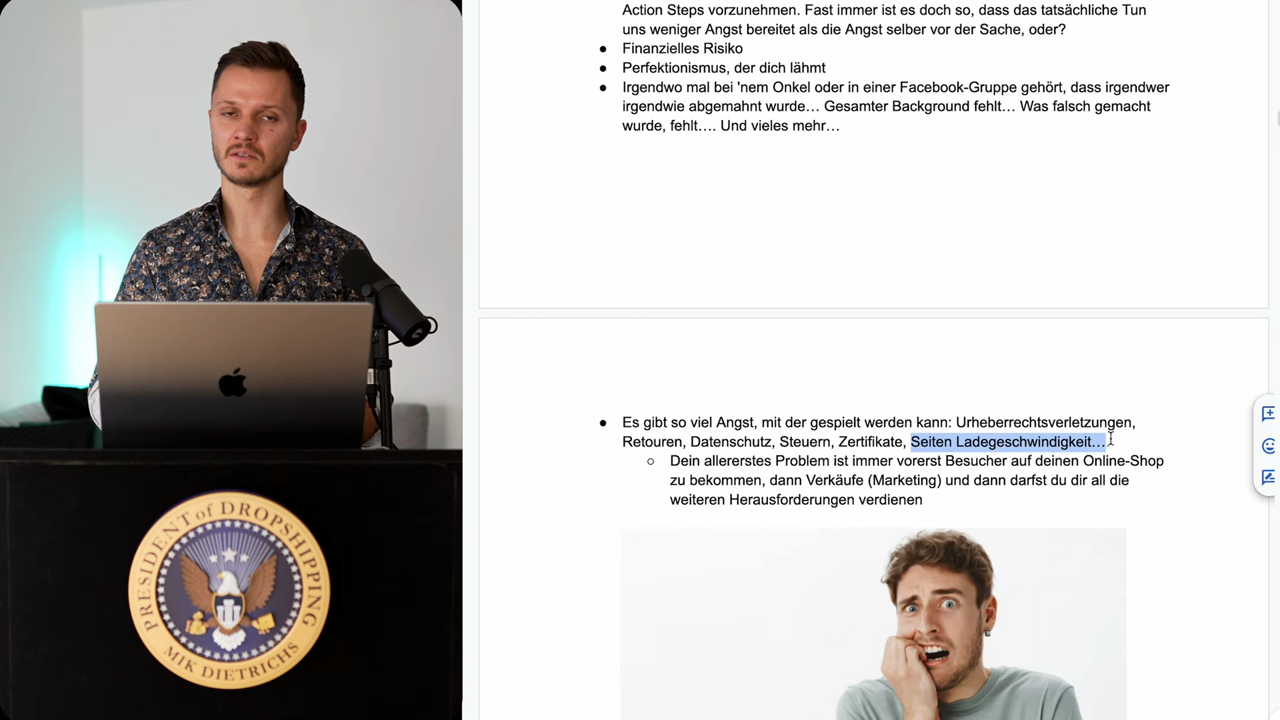 Action Steps vorzunehmen. Fast immer ist es doch so, dass das tatsächliche Tun
uns weniger Angst bereitet als die Angst selber vor der Sache, oder?
● Finanzielles Risiko
● Perfektionismus, der dich lähmt
● Irgendwo mal bei 'nem Onkel oder in einer Facebook-Gruppe gehört, dass irgendwer
irgendwie abgemahnt wurde… Gesamter Background fehlt… Was falsch gemacht
wurde, fehlt…. Und vieles mehr…
● Es gibt so viel Angst, mit der gespielt werden kann: Urheberrechtsverletzungen,
Retouren, Datenschutz, Steuern, Zertifikate, Seiten Ladegeschwindigkeit…
○ Dein allererstes Problem ist immer vorerst Besucher auf deinen Online-Shop
zu bekommen, dann Verkäufe (Marketing) und dann darfst du dir all die
weiteren Herausforderungen verdienen
PRESIDENT of DROPSHIPPING
MIK DIETRICHS